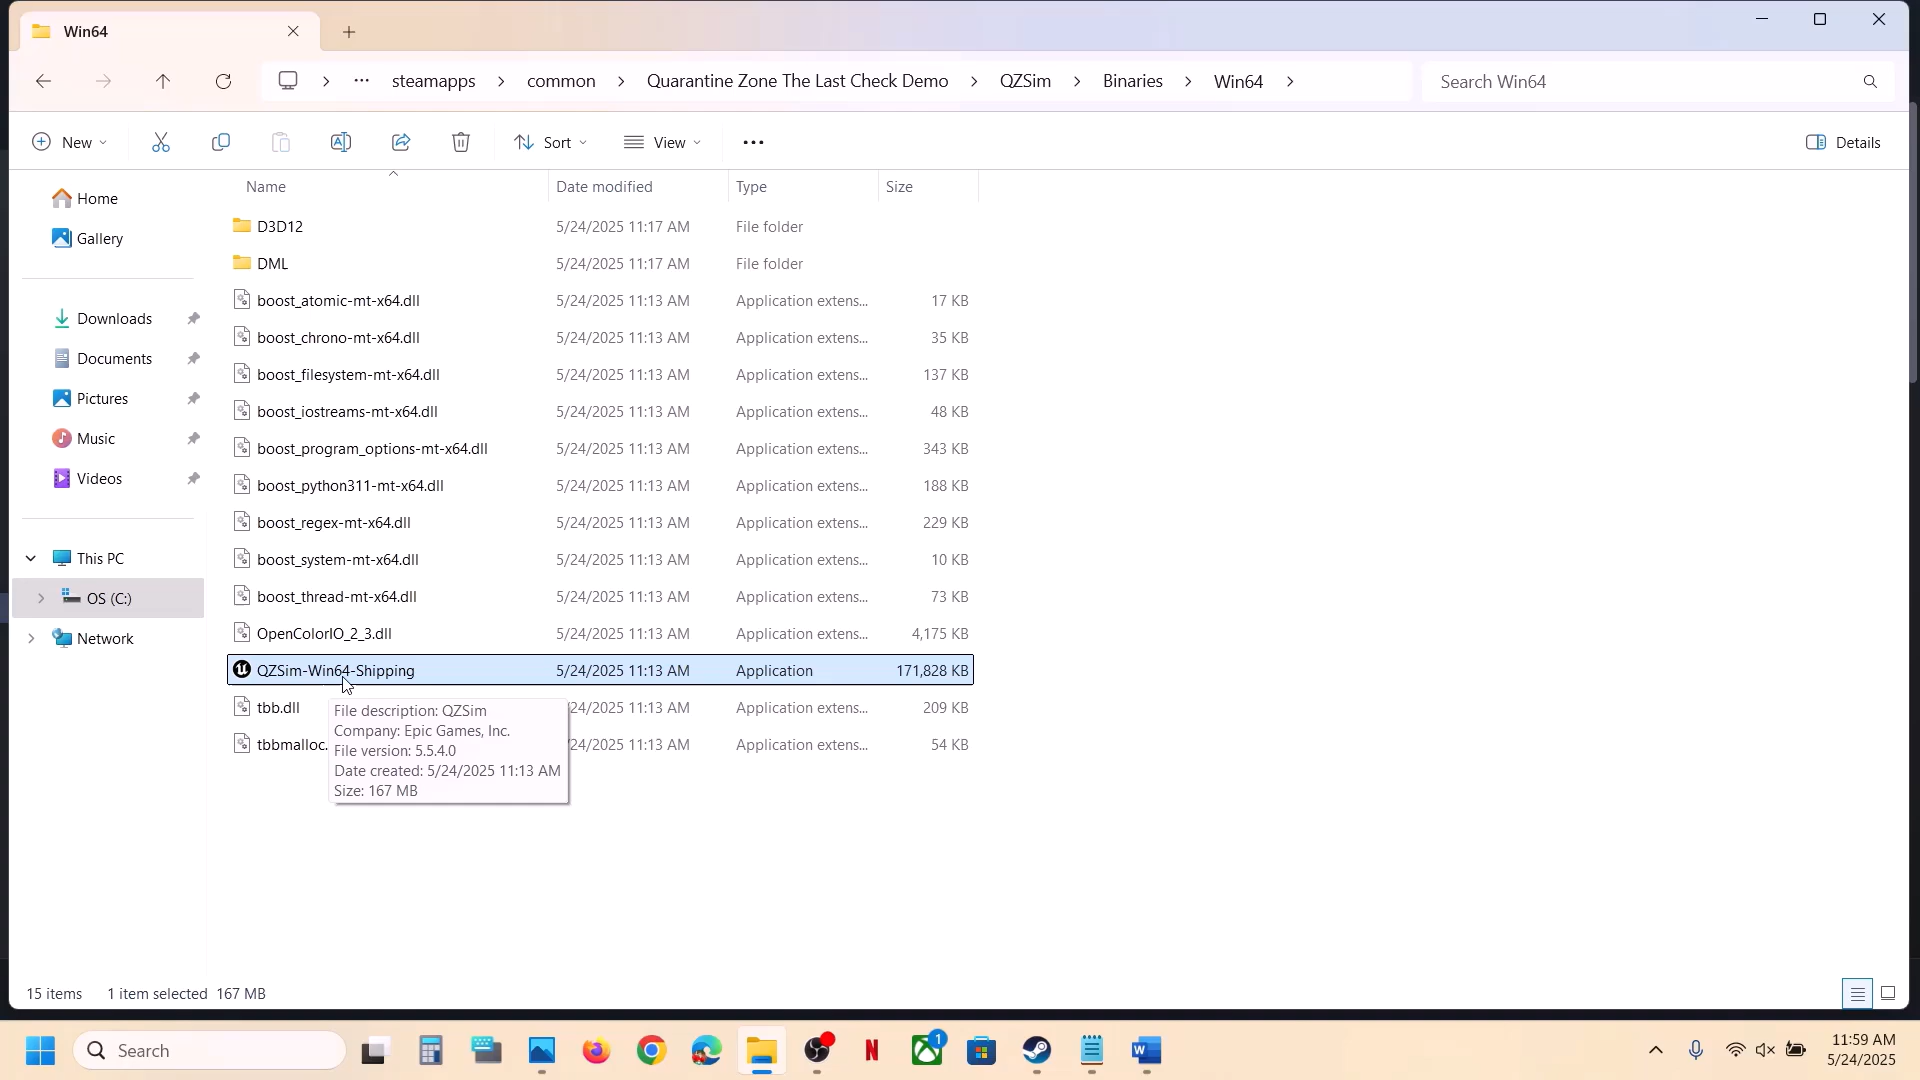 Win64
steamapps
common
Quarantine Zone The Last Check Demo
QZSim
Binaries
Win64
Search Win64
New
Sort
View
Details
Name
Date modified
Type
Size
Home
Gallery
Downloads
Documents
Pictures
Music
Videos
This PC
OS (C:)
Network
D3D12 5/24/2025 11:17 AM File folder
DML 5/24/2025 11:17 AM File folder
boost_atomic-mt-x64.dll 5/24/2025 11:13 AM Application extens... 17 KB
boost_chrono-mt-x64.dll 5/24/2025 11:13 AM Application extens... 35 KB
boost_filesystem-mt-x64.dll 5/24/2025 11:13 AM Application extens... 137 KB
boost_iostreams-mt-x64.dll 5/24/2025 11:13 AM Application extens... 48 KB
boost_program_options-mt-x64.dll 5/24/2025 11:13 AM Application extens... 343 KB
boost_python311-mt-x64.dll 5/24/2025 11:13 AM Application extens... 188 KB
boost_regex-mt-x64.dll 5/24/2025 11:13 AM Application extens... 229 KB
boost_system-mt-x64.dll 5/24/2025 11:13 AM Application extens... 10 KB
boost_thread-mt-x64.dll 5/24/2025 11:13 AM Application extens... 73 KB
OpenColorIO_2_3.dll 5/24/2025 11:13 AM Application extens... 4,175 KB
QZSim-Win64-Shipping 5/24/2025 11:13 AM Application 171,828 KB
tbb.dll 24/2025 11:13 AM Application extens... 209 KB
tbbmalloc. 24/2025 11:13 AM Application extens... 54 KB
File description: QZSim
Company: Epic Games, Inc.
File version: 5.5.4.0
Date created: 5/24/2025 11:13 AM
Size: 167 MB
15 items
1 item selected 167 MB
Search
1
11:59 AM
5/24/2025